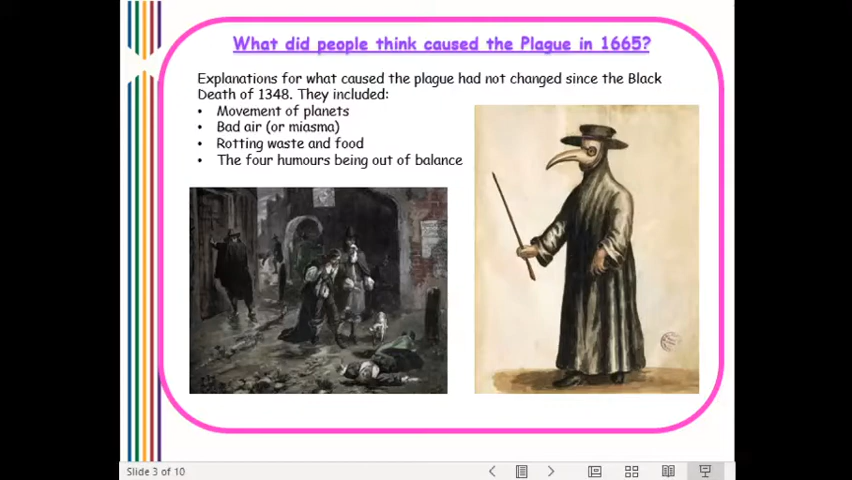 What did people think caused the Plague in 1665?
Explanations for what caused the plague had not changed since the Black
Death of 1348. They included:
• Movement of planets
• Bad air (or miasma)
• Rotting waste and food
• The four humours being out of balance
Slide 3 of 10